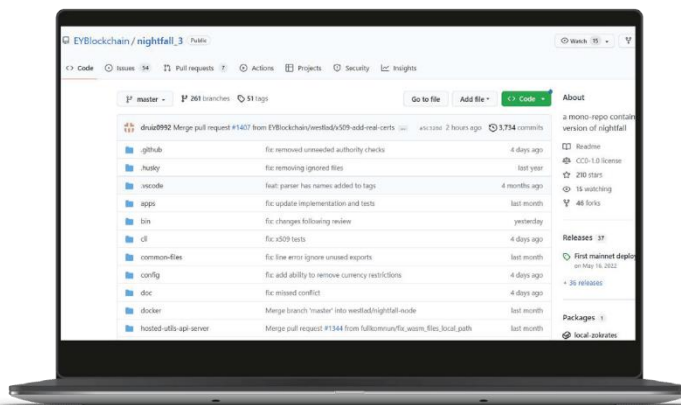 EYBlockchain / nightfall_3 Public
Watch 15
Code Issues 54 Pull requests 7 Actions Projects Security Insights
master 261 branches 51 tags
Go to file Add file Code
About
druiz0992 Merge pull request #1407 from EYBlockchain/westlad/x509-add-real-certs ... 2 hours ago 3,734 commits
a mono-repo contain
version of nightfall
.github fix: removed unneeded authority checks 4 days ago
Readme
.husky fix: removing ignored files last year
CC0-1.0 license
.vscode feat: parser has names added to tags 4 months ago
210 stars
apps fix: update implementation and tests last month
15 watching
bin fix: changes following review yesterday
46 forks
cli fix: x509 tests 4 days ago
common-files fix: line error ignore unused exports last month
Releases 37
config fix: add ability to remove currency restrictions 4 days ago
First mainnet deploy
on May 16, 2022
doc fix: missed conflict 4 days ago
+ 36 releases
docker Merge branch 'master' into westlad/nightfall-node last month
hosted-utils-api-server Merge pull request #1344 from fullkomnun/fix_wasm_files_local_path last month
Packages 1
local-zokrates